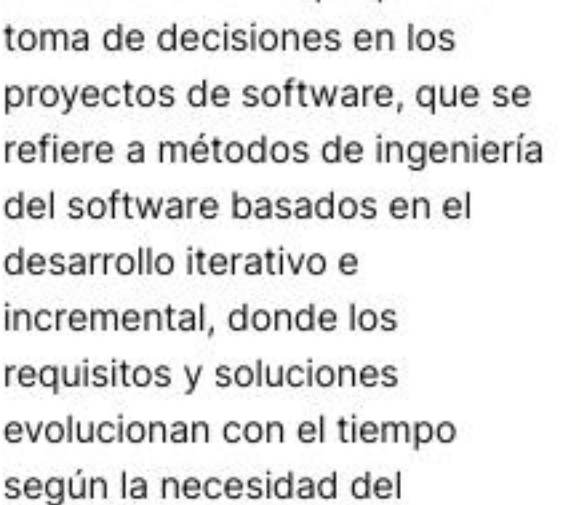 toma de decisiones en los
proyectos de software, que se
refiere a métodos de ingeniería
del software basados en el
desarrollo iterativo e
incremental, donde los
requisitos y soluciones
evolucionan con el tiempo
según la necesidad del